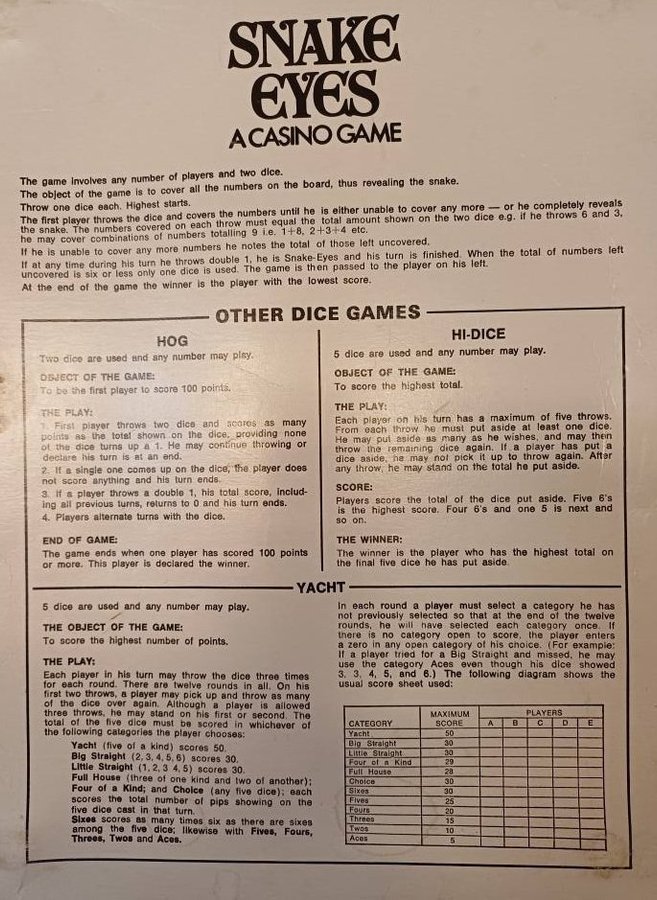 SNAKE
EYES
A CASINO GAME
The game involves any number of players and two dice.
The object of the game is to cover all the numbers on the board, thus revealing the snake.
Throw one dice each. Highest starts.
The first player throws the dice and covers the numbers until he is either unable to cover any more — or he completely reveals
the snake. The numbers covered on each throw must equal the total amount shown on the two dice e.g. if he throws 6 and 3,
he may cover combinations of numbers totalling 9 i.e. 1+8, 2+3+4 etc.
If he is unable to cover any more numbers he notes the total of those left uncovered.
If at any time during his turn he throws double 1, he is Snake-Eyes and his turn is finished. When the total of numbers left
uncovered is six or less only one dice is used. The game is then passed to the player on his left.
At the end of the game the winner is the player with the lowest score.
OTHER DICE GAMES
HOG
Two dice are used and any number may play.
OBJECT OF THE GAME:
To be the first player to score 100 points.
THE PLAY:
1. First player throws two dice and scores as many
points as the total shown on the dice, providing none
of the dice turns up a 1. He may continue throwing or
declare his turn is at an end.
2. If a single one comes up on the dice, the player does
not score anything and his turn ends.
3. If a player throws a double 1, his total score, includ-
ing all previous turns, returns to 0 and his turn ends.
4. Players alternate turns with the dice.
END OF GAME:
The game ends when one player has scored 100 points
or more. This player is declared the winner.
HI-DICE
5 dice are used and any number may play.
OBJECT OF THE GAME:
To score the highest total.
THE PLAY:
Each player on his turn has a maximum of five throws.
From each throw he must put aside at least one dice.
He may put aside as many as he wishes, and may then
throw the remaining dice again. If a player has put a
dice aside, he may not pick it up to throw again. After
any throw, he may stand on the total he put aside.
SCORE:
Players score the total of the dice put aside. Five 6's
is the highest score. Four 6's and one 5 is next and
so on.
THE WINNER:
The winner is the player who has the highest total on
the final five dice he has put aside.
YACHT
5 dice are used and any number may play.
THE OBJECT OF THE GAME:
To score the highest number of points.
THE PLAY:
Each player in his turn may throw the dice three times
for each round. There are twelve rounds in all. On his
first two throws, a player may pick up and throw as many
of the dice over again. Although a player is allowed
three throws, he may stand on his first or second. The
total of the five dice must be scored in whichever of
the following categories the player chooses:
Yacht (five of a kind) scores 50.
Big Straight (2, 3, 4, 5, 6) scores 30.
Little Straight (1, 2, 3 4, 5) scores 30.
Full House (three of one kind and two of another);
Four of a Kind; and Choice (any five dice); each
scores the total number of pips showing on the
five dice cast in that turn.
Sixes scores as many times six as there are sixes
among the five dice; likewise with Fives, Fours,
Threes, Twos and Aces.
In each round a player must select a category he has
not previously selected so that at the end of the twelve
rounds, he will have selected each category once. If
there is no category open to score, the player enters
a zero in any open category of his choice. (For example:
If a player tried for a Big Straight and missed, he may
use the category Aces even though his dice showed
3, 3, 4, 5, and 6.) The following diagram shows the
usual score sheet used:
CATEGORY MAXIMUM SCORE PLAYERS A B C D E
Yacht 50
Big Straight 30
Little Straight 30
Four of a Kind 29
Full House 28
Choice 30
Sixes 30
Fives 25
Fours 20
Threes 15
Twos 10
Aces 5